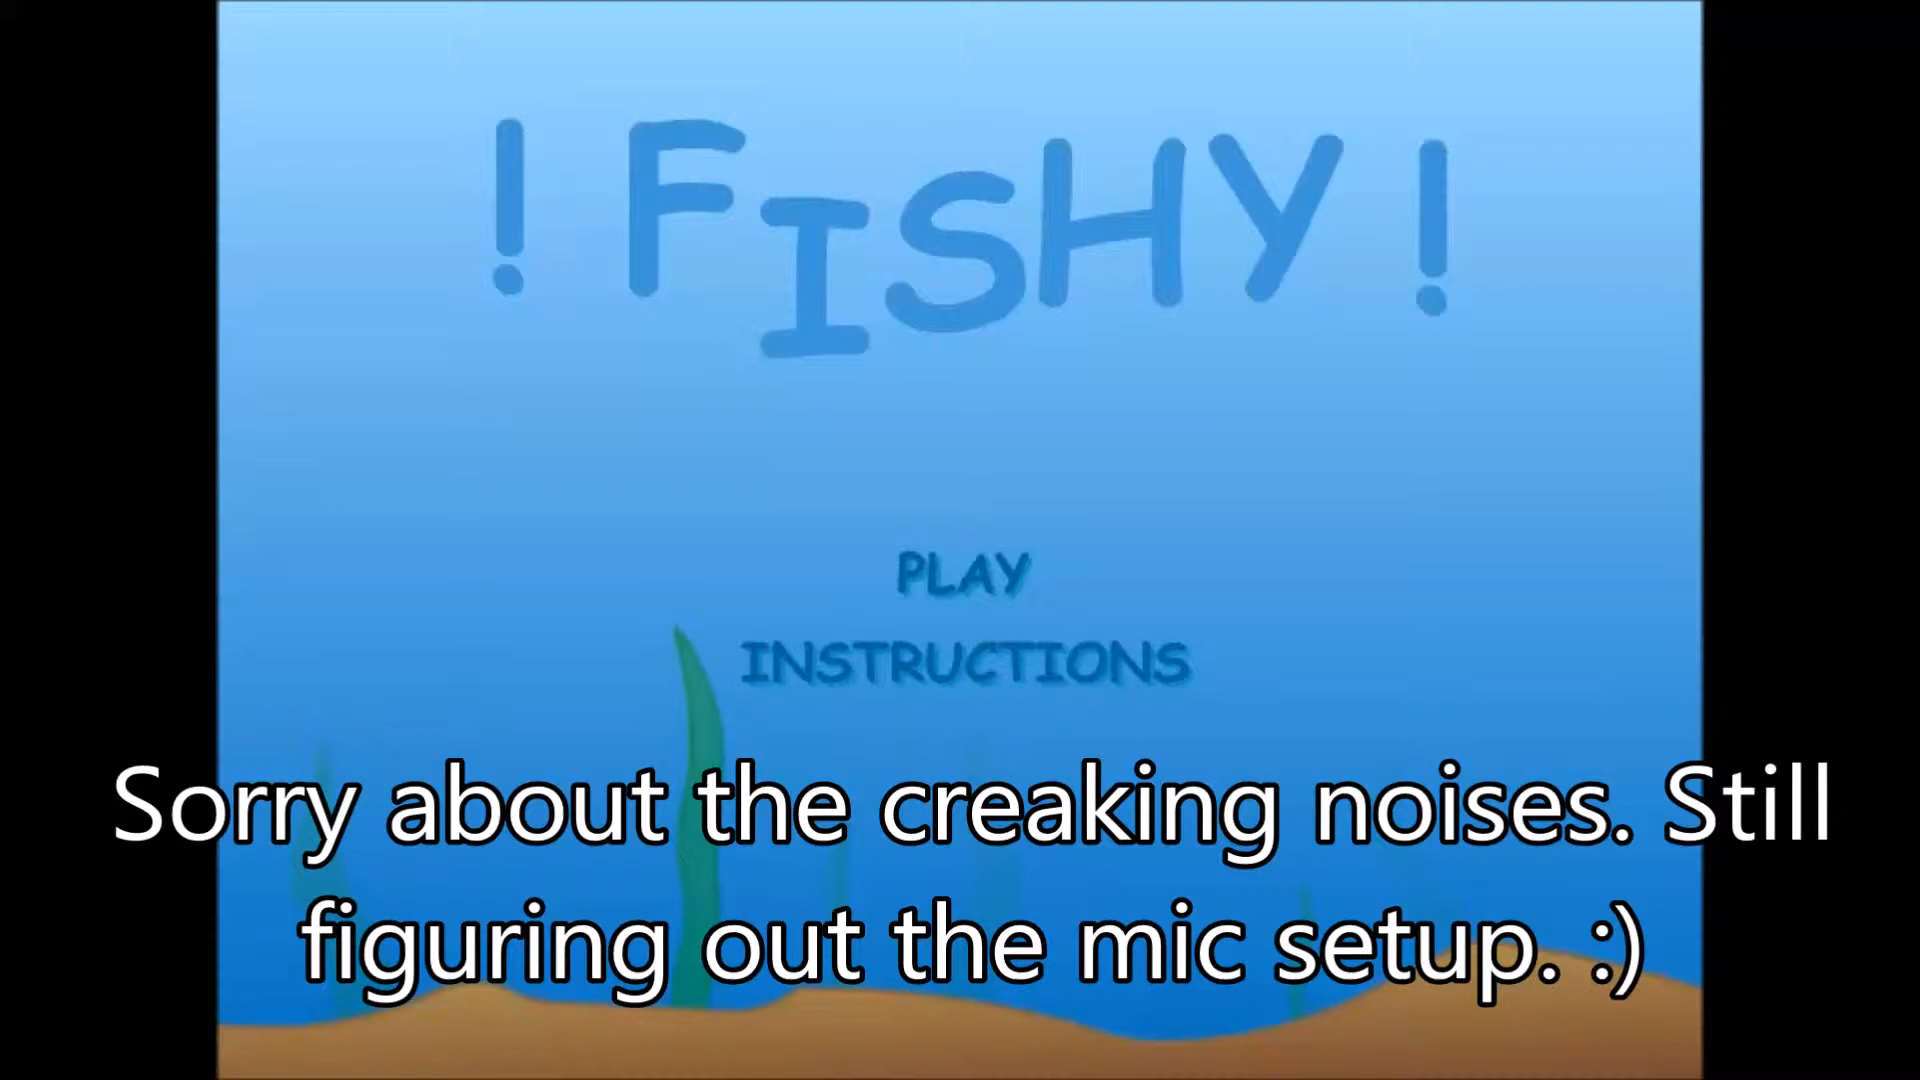 ! FISHY !
PLAY
INSTRUCTIONS
Sorry about the creaking noises. Still
figuring out the mic setup. :)